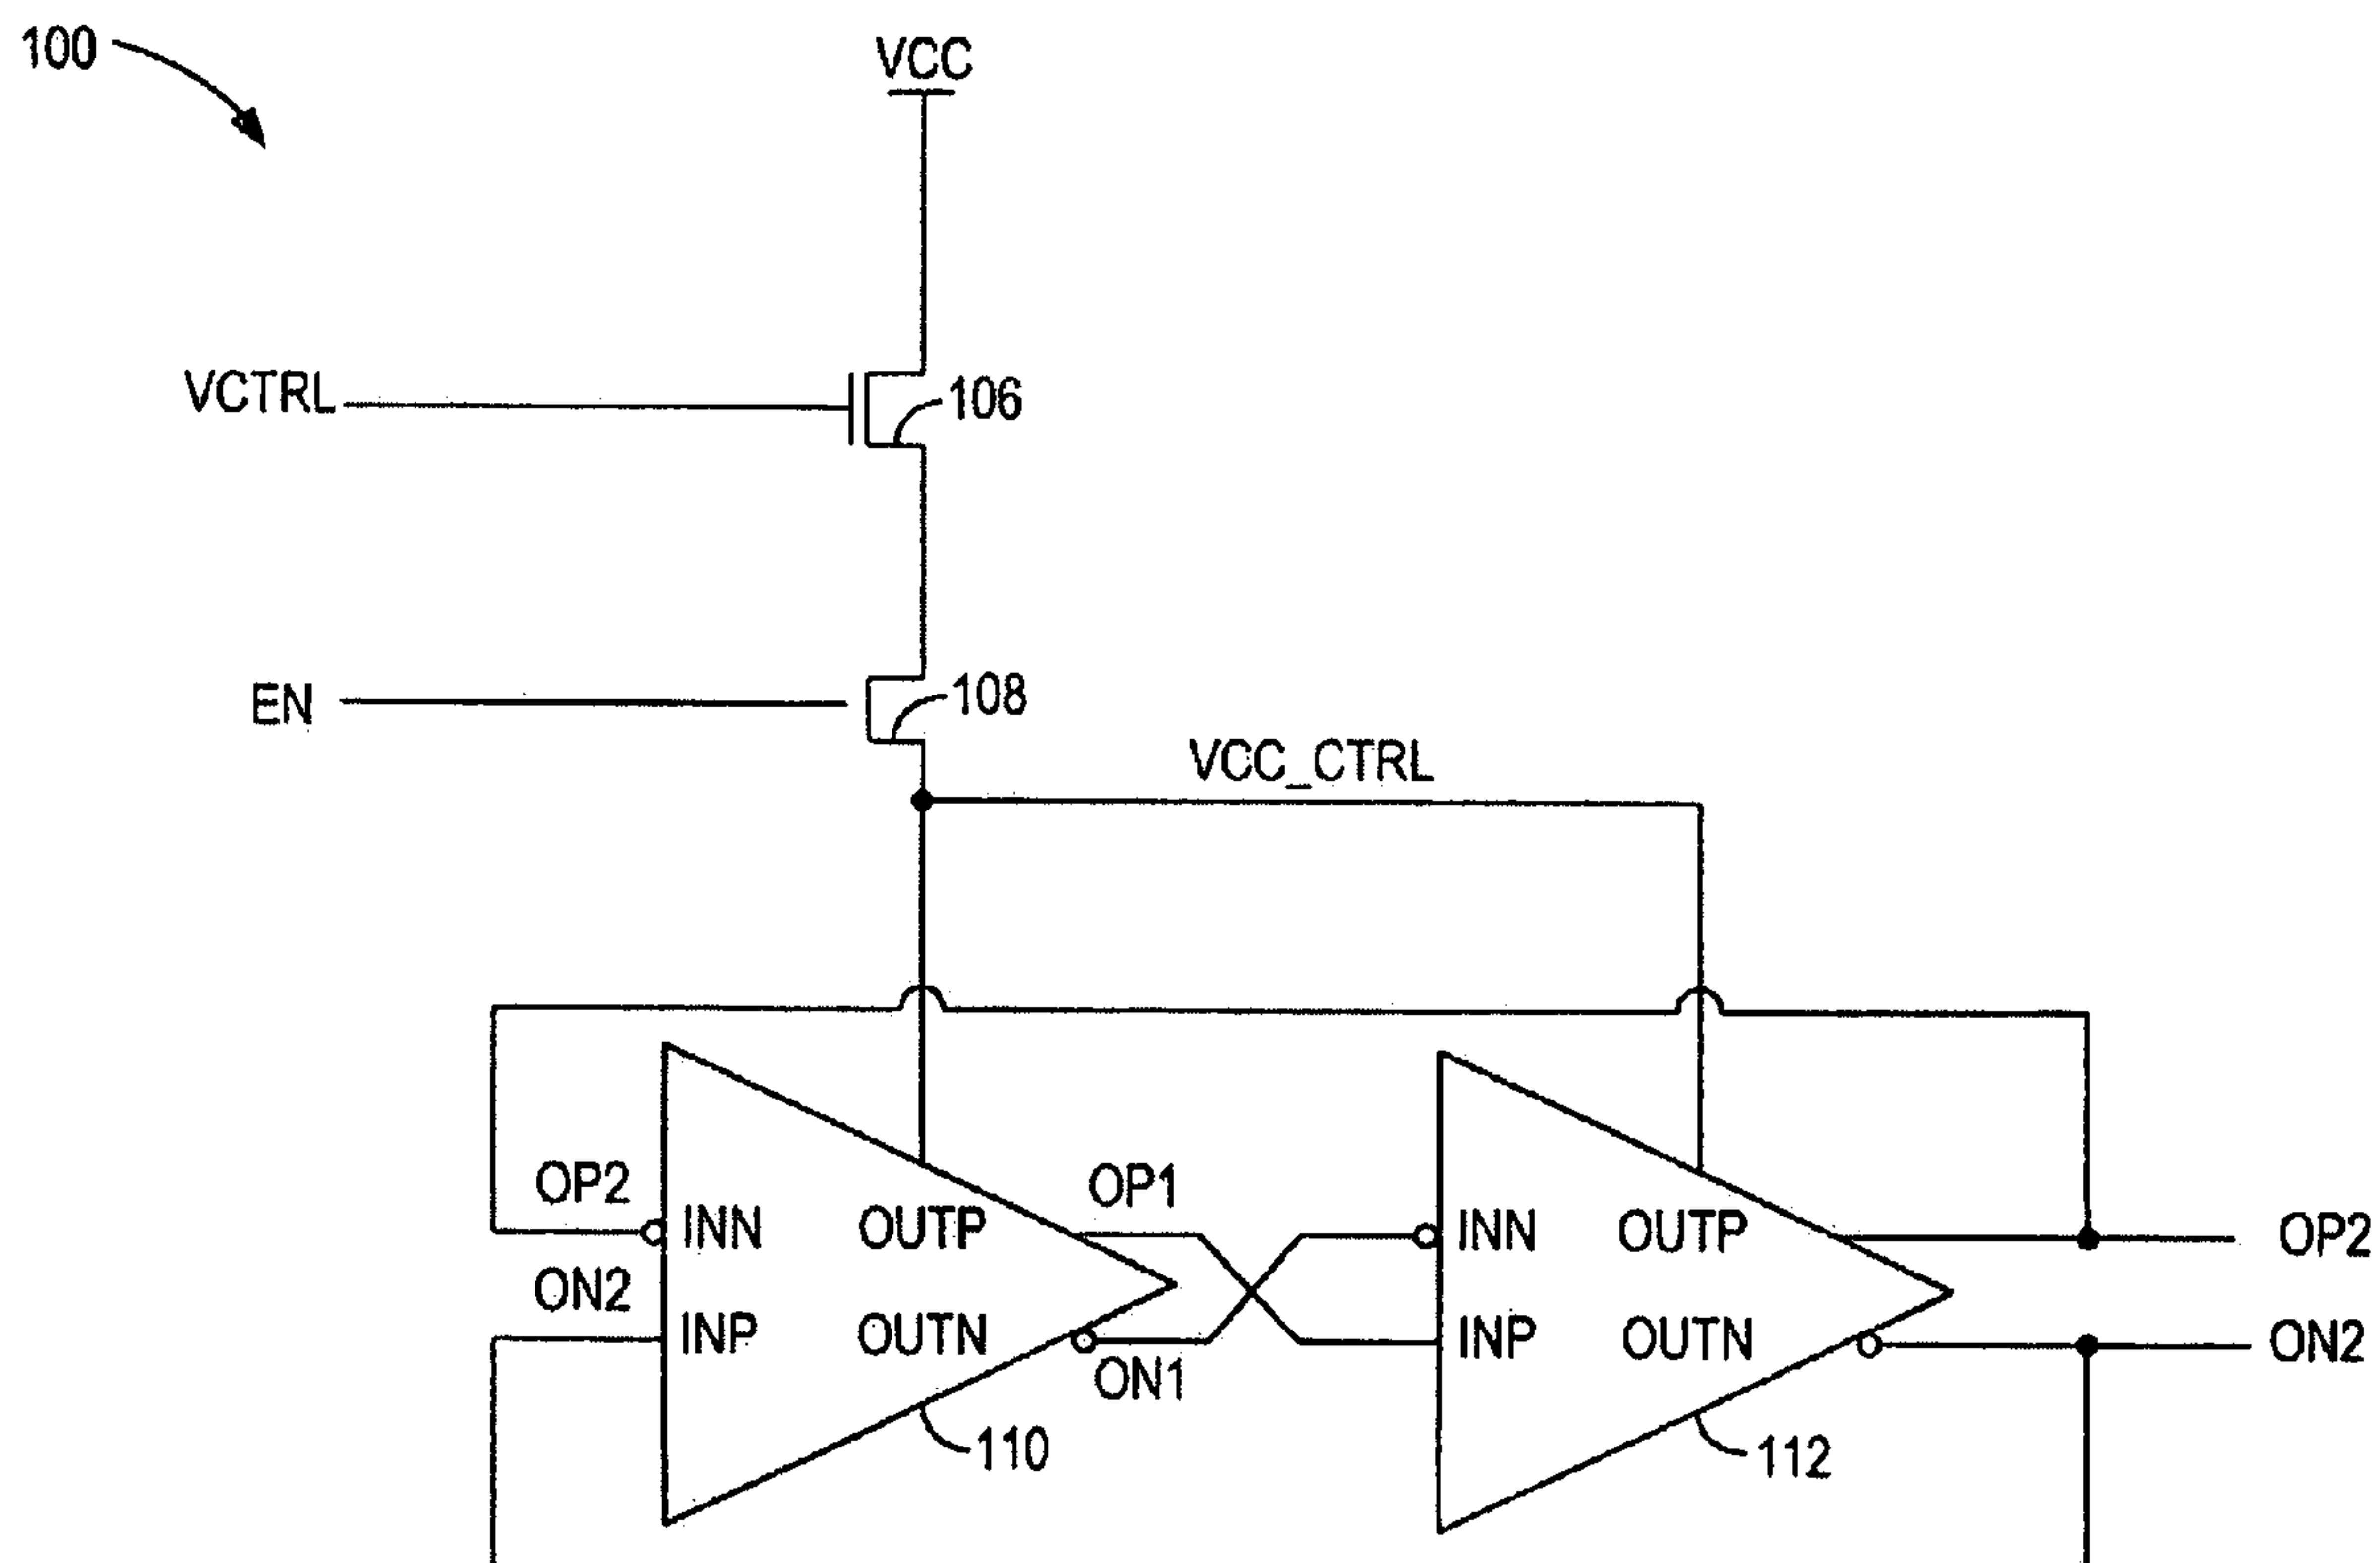 100
VCC
VCTRL
106
EN
108
VCC_CTRL
OP2
OP1
INN
OUTP
INN
OUTP
OP2
ON2
INP
OUTN
INP
OUTN
ON2
ON1
110
112